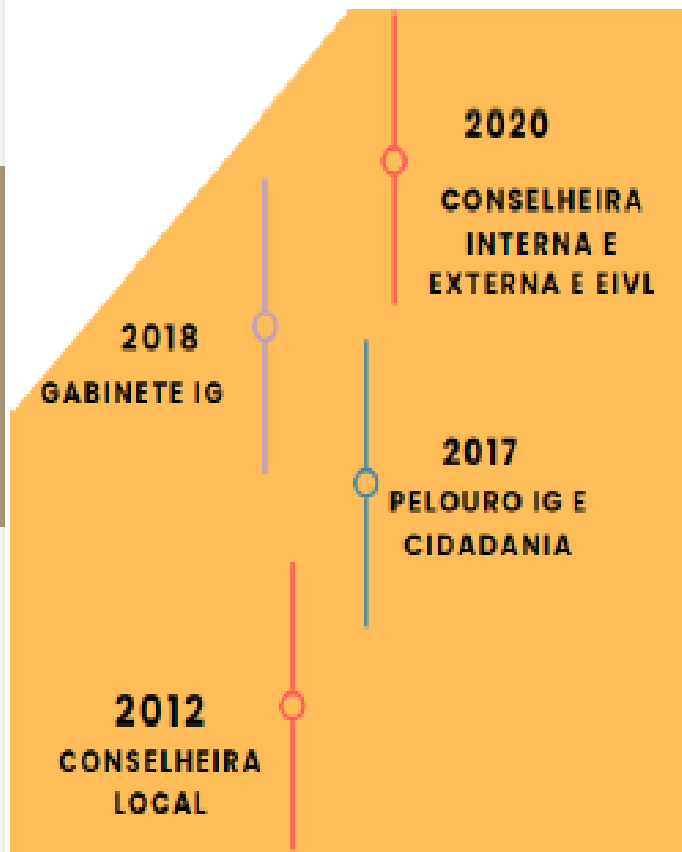 2020
CONSELHEIRA
INTERNA E
EXTERNA E EIVL
2018
GABINETE IG
2017
PELOURO IG E
CIDADANIA
2012
CONSELHEIRA
LOCAL